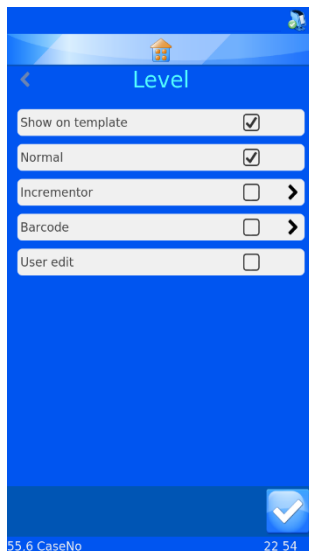 Level
Show on template
Normal
Incrementor
Barcode
User edit
55.6 CaseNo 22 54